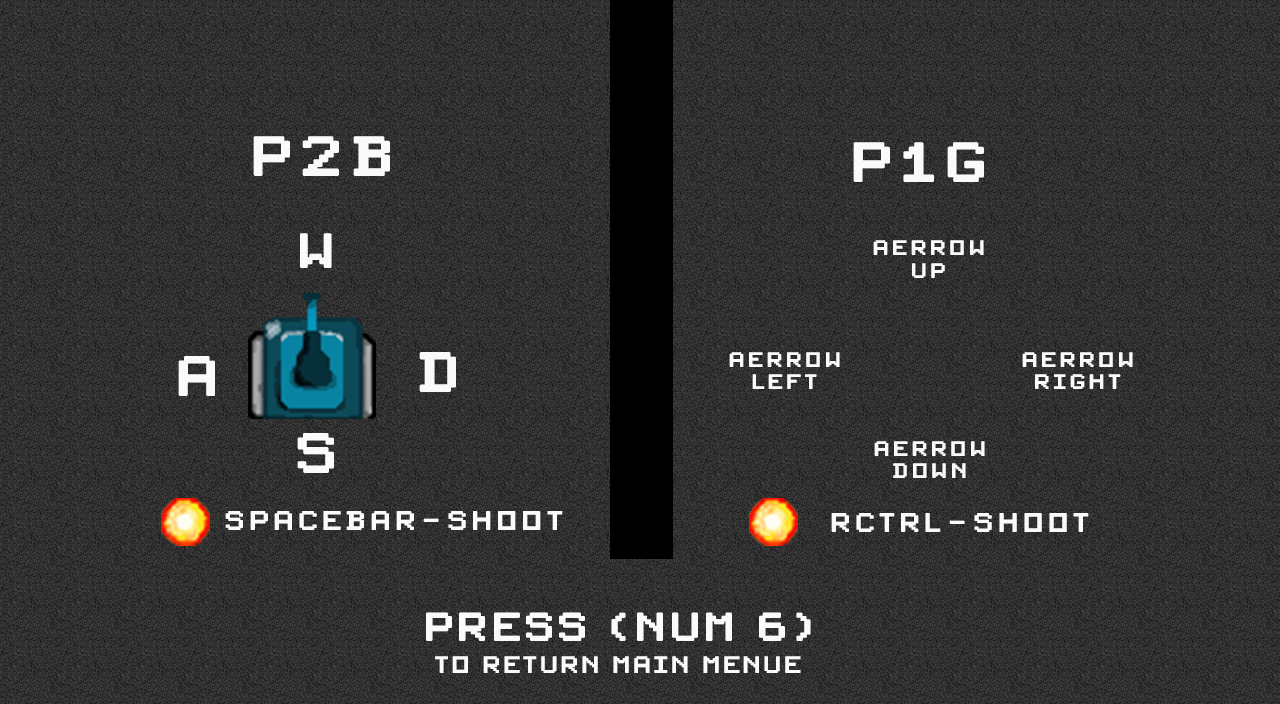 P2B
W
A
D
S
SPACEBAR-SHOOT
P1G
AERROW
UP
AERROW
LEFT
AERROW
RIGHT
AERROW
DOWN
RCTRL-SHOOT
PRESS (NUM 6)
TO RETURN MAIN MENUE